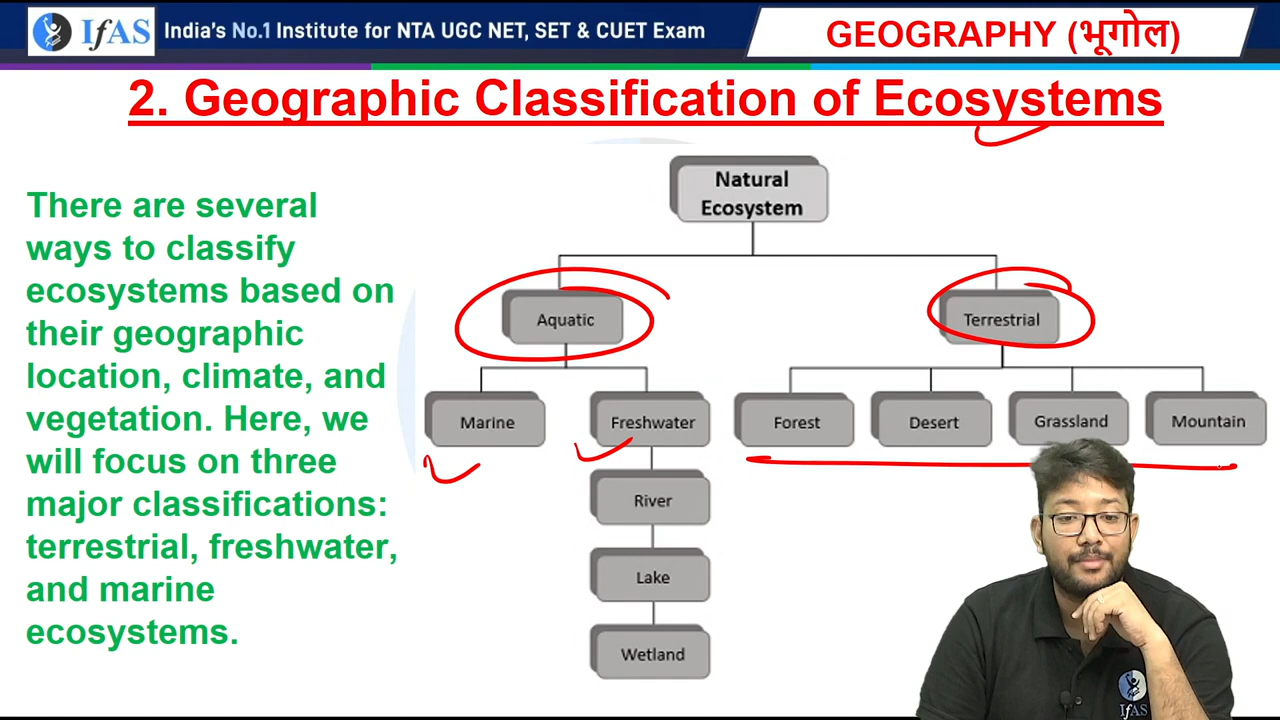 IfAS
India's No.1 Institute for NTA UGC NET, SET & CUET Exam
GEOGRAPHY (भूगोल)
2. Geographic Classification of Ecosystems
There are several
ways to classify
ecosystems based on
their geographic
location, climate, and
vegetation. Here, we
will focus on three
major classifications:
terrestrial, freshwater,
and marine
ecosystems.
Natural
Ecosystem
Aquatic
Terrestrial
Marine
Freshwater
Forest
Desert
Grassland
Mountain
River
Lake
Wetland
IfAS